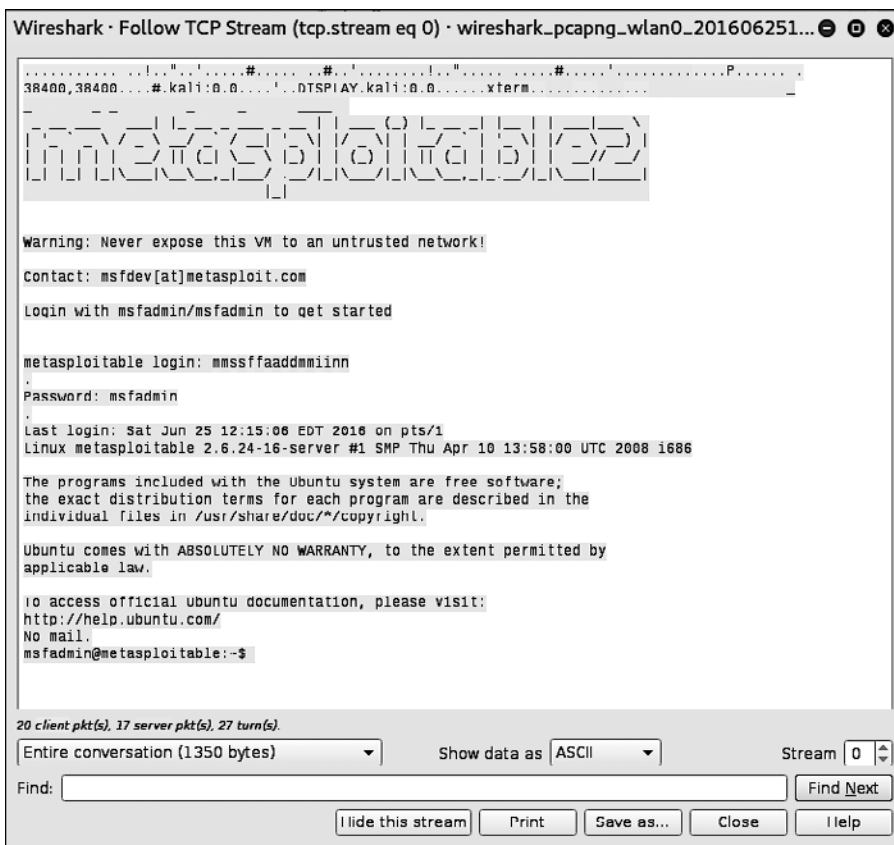 Wireshark · Follow TCP Stream (tcp.stream eq 0) · wireshark_pcapng_wlan0_201606251...
........... ..!.."..'.....#..... ..#..'........!..".....  .....#.....'.............P...... .
38400,38400....#.kali:0.0....'..DISPLAY.kali:0.0......xterm..............
metasploitable2
Warning: Never expose this VM to an untrusted network!
Contact: msfdev[at]metasploit.com
Login with msfadmin/msfadmin to get started
metasploitable login: mmssffaaddmmiinn
.
Password: msfadmin
.
Last login: Sat Jun 25 12:15:06 EDT 2016 on pts/1
Linux metasploitable 2.6.24-16-server #1 SMP Thu Apr 10 13:58:00 UTC 2008 i686
The programs included with the Ubuntu system are free software;
the exact distribution terms for each program are described in the
individual files in /usr/share/doc/*/copyright.
Ubuntu comes with ABSOLUTELY NO WARRANTY, to the extent permitted by
applicable law.
To access official Ubuntu documentation, please visit:
http://help.ubuntu.com/
No mail.
msfadmin@metasploitable:~$
20 client pkt(s), 17 server pkt(s), 27 turn(s).
Entire conversation (1350 bytes) Show data as ASCII Stream 0
Find: Find Next
Hide this stream Print Save as... Close Help